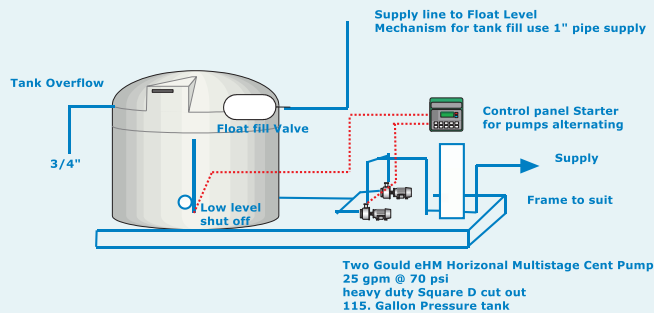 Supply line to Float Level
Mechanism for tank fill use 1" pipe supply
Tank Overflow
Float fill Valve
Control panel Starter
for pumps alternating
3/4"
Supply
Low level
shut off
Frame to suit
Two Gould eHM Horizonal Multistage Cent Pump
25 gpm @ 70 psi
heavy duty Square D cut out
115. Gallon Pressure tank